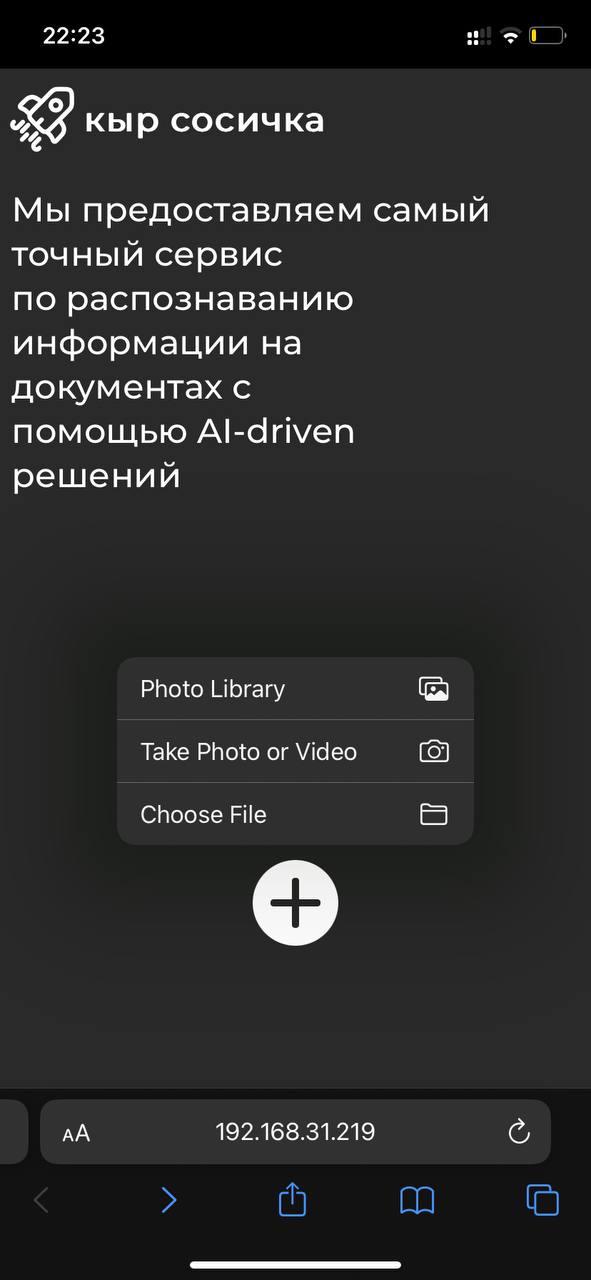 22:23
кыр сосичка
Мы предоставляем самый
точный сервис
по распознаванию
информации на
документах с
помощью AI-driven
решений
Photo Library
Take Photo or Video
Choose File
AA
192.168.31.219